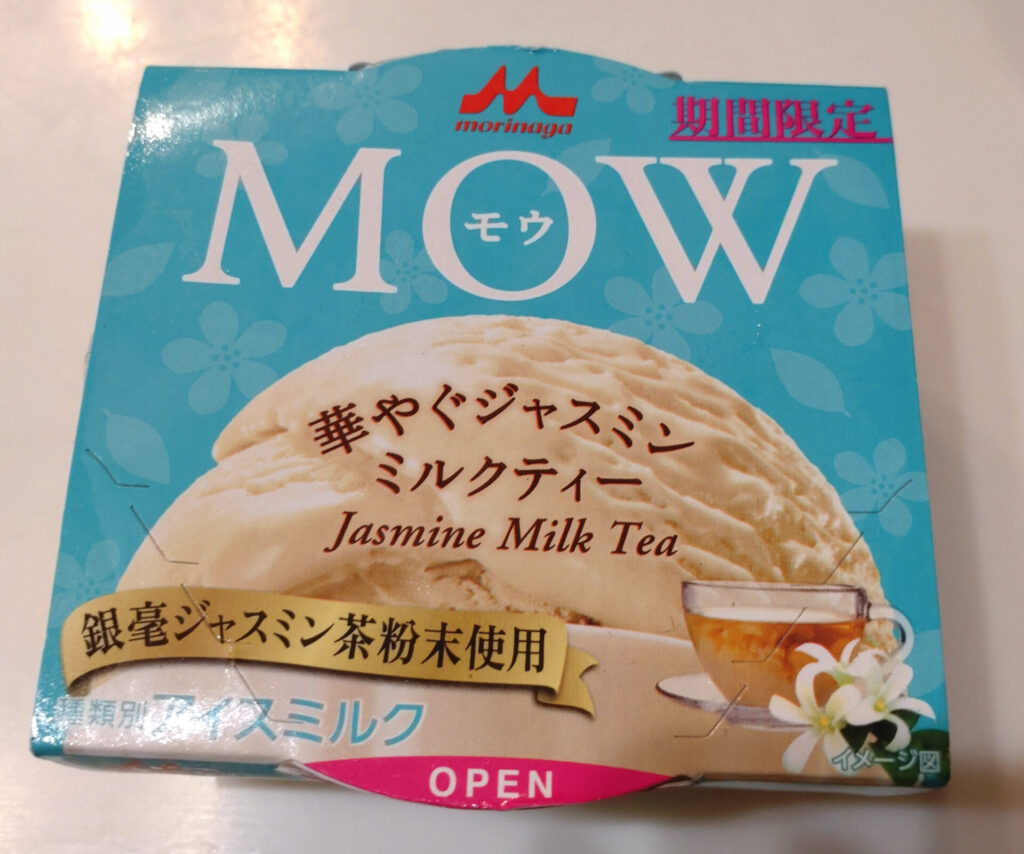 morinaga
期間限定
MOW
モウ
華やぐジャスミン
ミルクティー
Jasmine Milk Tea
銀毫ジャスミン茶粉末使用
種類別 アイスミルク
イメージ図
OPEN